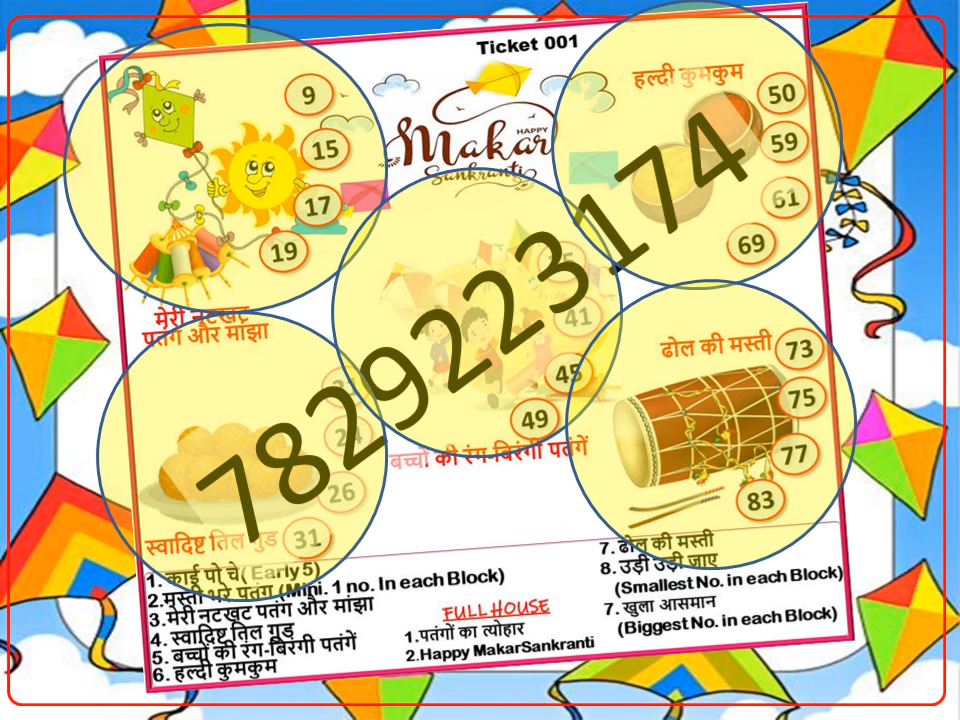 Ticket 001
HAPPY
Makar
Sankranti
9
15
17
19
मेरी नटखट
पतंग और मांझा
हल्दी कुमकुम
50
59
61
69
41
45
49
बच्चों की रंग-बिरंगी पतंगें
26
31
स्वादिष्ट तिल गुड
ढोल की मस्ती
73
75
77
83
7829223174
1. काई पो चे( Early 5)
2.मस्ती भरे पतंग (Mini. 1 no. In each Block)
3.मेरी नटखट पतंग और मांझा
4. स्वादिष्ट तिल गुड
5. बच्चों की रंग-बिरंगी पतंगें
6. हल्दी कुमकुम
FULL HOUSE
1.पतंगों का त्योहार
2.Happy MakarSankranti
7. ढोल की मस्ती
8. उड़ी उड़ी जाए
(Smallest No. in each Block)
7. खुला आसमान
(Biggest No. in each Block)